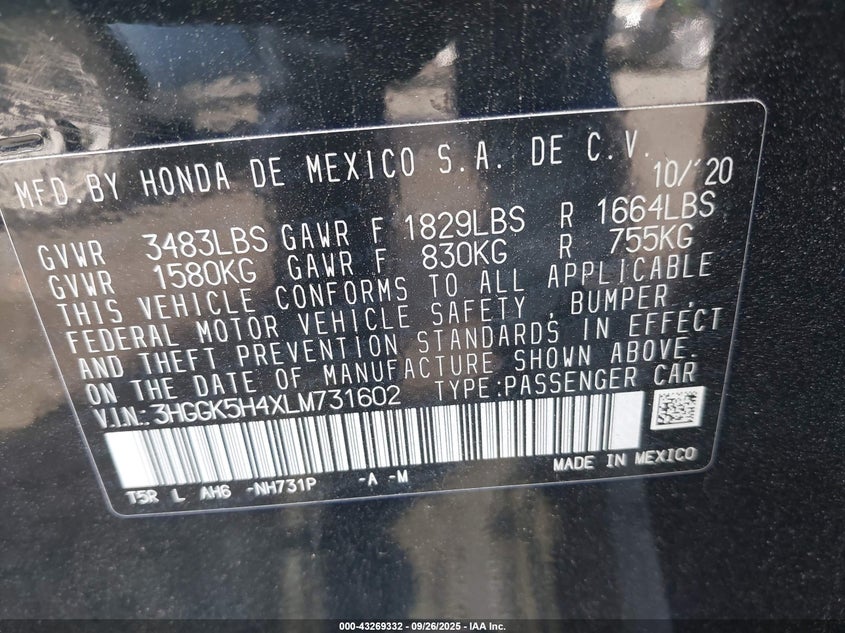 MFD. BY HONDA DE MEXICO S.A. DE C.V.
10/'20
GVWR 3483LBS GAWR F 1829LBS R 1664LBS
GVWR 1580KG GAWR F 830KG R 755KG
THIS VEHICLE CONFORMS TO ALL APPLICABLE
FEDERAL MOTOR VEHICLE SAFETY, BUMPER,
AND THEFT PREVENTION STANDARDS IN EFFECT
ON THE DATE OF MANUFACTURE SHOWN ABOVE.
V.I.N.: 3HGGK5H4XLM731602 TYPE: PASSENGER CAR
MADE IN MEXICO
T5R L AH6 -NH731P -A -M
000-43269332 - 09/26/2025 - IAA Inc.